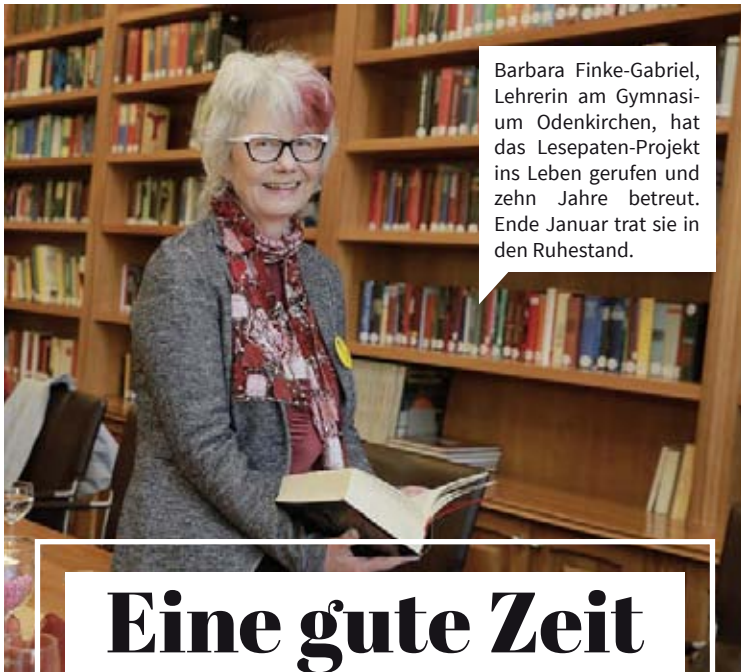 Barbara Finke-Gabriel,
Lehrerin am Gymnasi-
um Odenkirchen, hat
das Lesepaten-Projekt
ins Leben gerufen und
zehn Jahre betreut.
Ende Januar trat sie in
den Ruhestand.
Eine gute Zeit